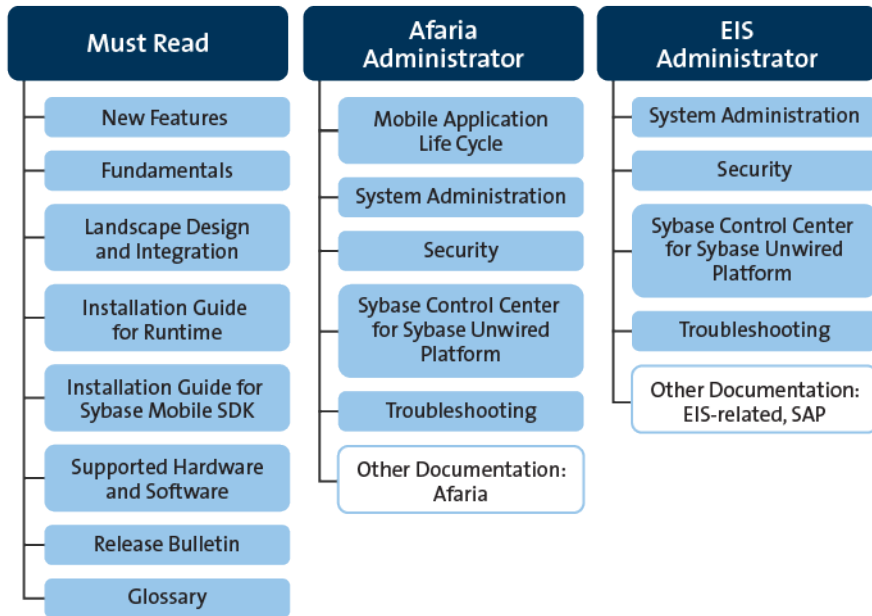 Must Read
New Features
Fundamentals
Landscape Design
and Integration
Installation Guide
for Runtime
Installation Guide for
Sybase Mobile SDK
Supported Hardware
and Software
Release Bulletin
Glossary
Afaria
Administrator
Mobile Application
Life Cycle
System Administration
Security
Sybase Control Center
for Sybase Unwired
Platform
Troubleshooting
Other Documentation:
Afaria
EIS
Administrator
System Administration
Security
Sybase Control Center
for Sybase Unwired
Platform
Troubleshooting
Other Documentation:
EIS-related, SAP